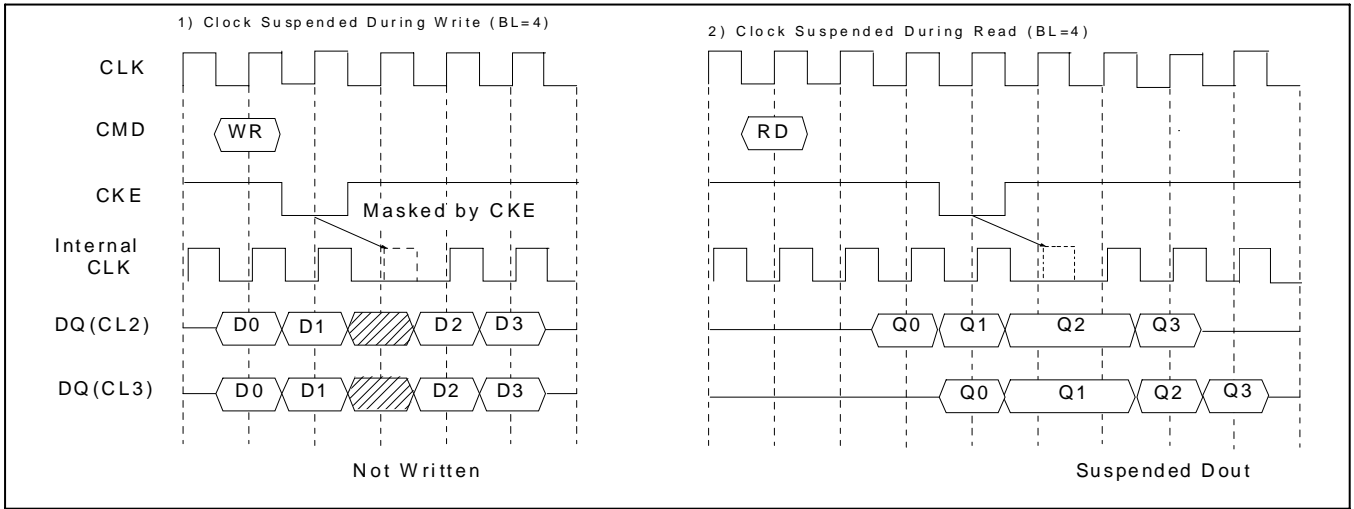 1) Clock Suspended During Write (BL=4)
2) Clock Suspended During Read (BL=4)
CLK
CMD
WR
RD
CKE
Masked by CKE
Internal
CLK
DQ(CL2)
D0 D1 D2 D3
Q0 Q1 Q2 Q3
DQ(CL3)
D0 D1 D2 D3
Q0 Q1 Q2 Q3
Not Written
Suspended Dout